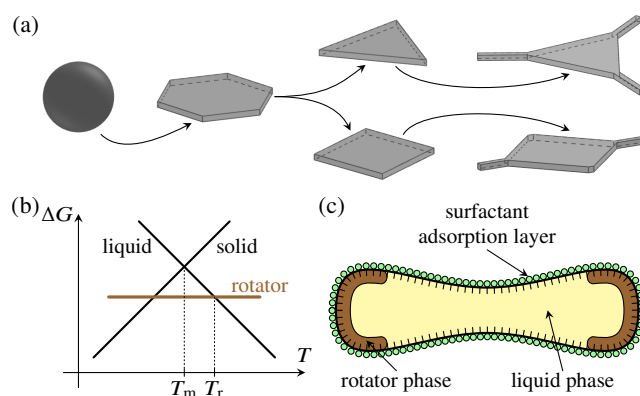 (a)
(b)
ΔG
liquid
solid
rotator
T
Tm
Tr
(c)
surfactant
adsorption layer
rotator phase
liquid phase